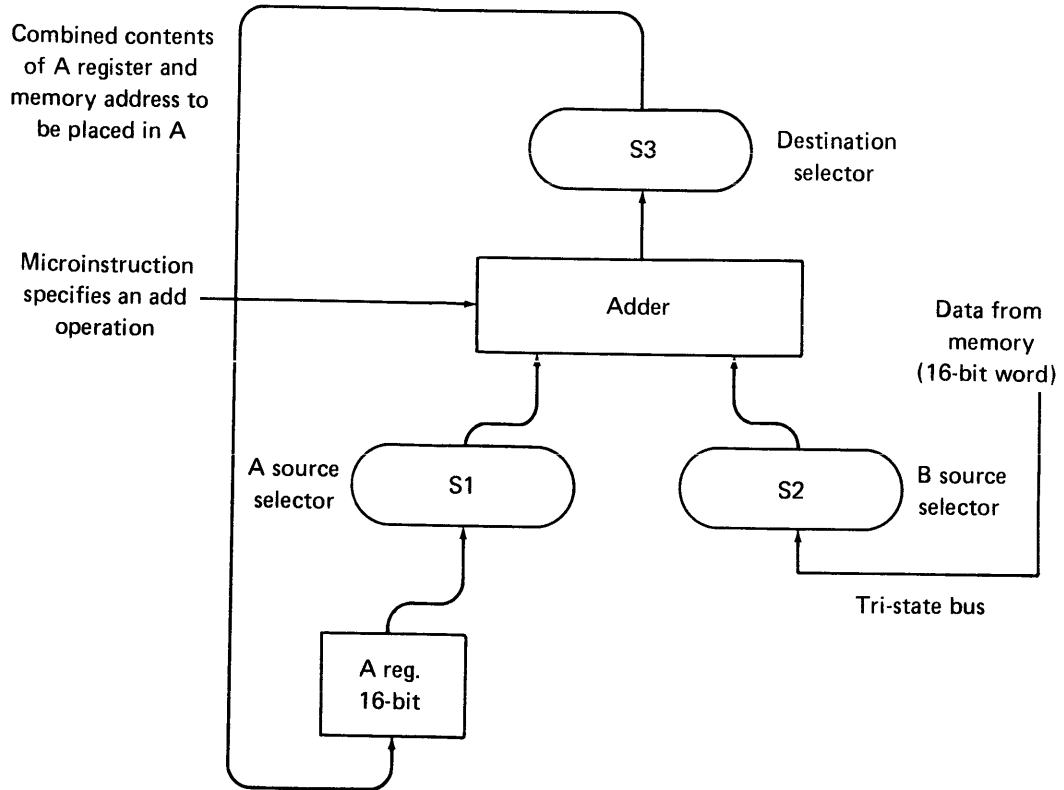 Combined contents
of A register and
memory address to
be placed in A
S3
Destination
selector
Microinstruction
specifies an add
operation
Adder
Data from
memory
(16-bit word)
A source
selector
S1
S2
B source
selector
Tri-state bus
A reg.
16-bit